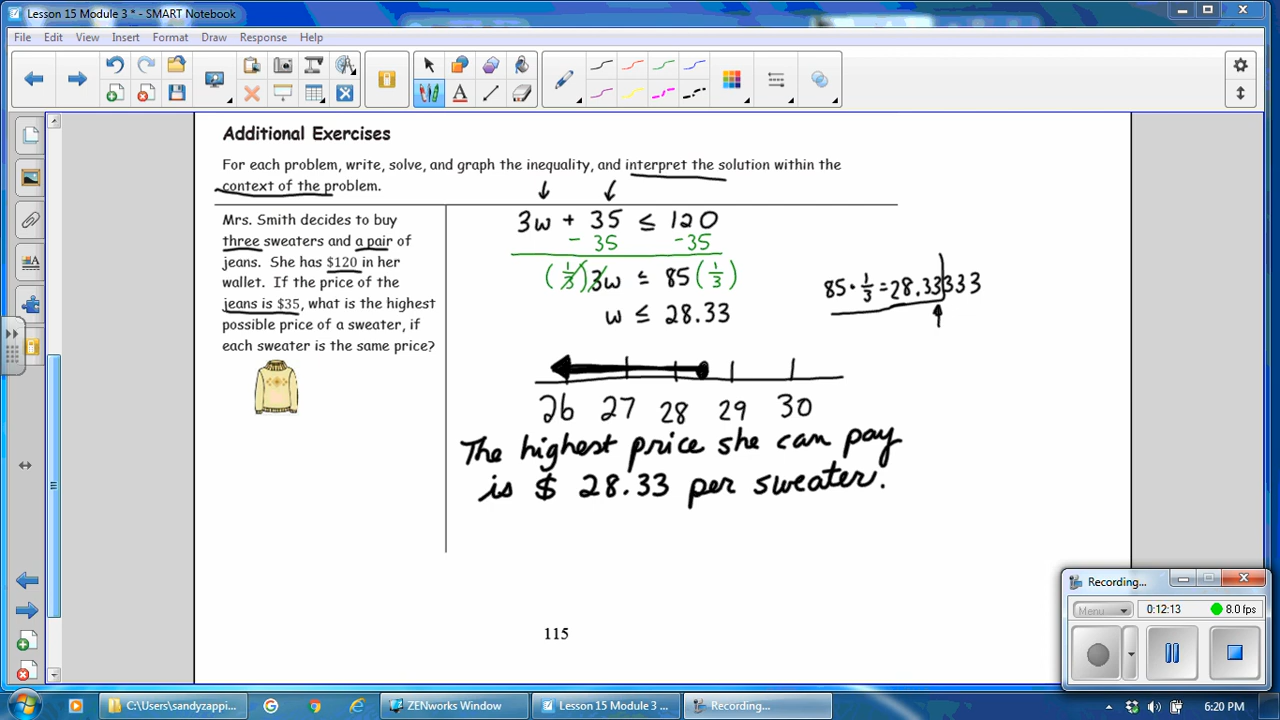 Lesson 15 Module 3 * - SMART Notebook
File Edit View Insert Format Draw Response Help
Additional Exercises
For each problem, write, solve, and graph the inequality, and interpret the solution within the
context of the problem.
Mrs. Smith decides to buy
three sweaters and a pair of
jeans. She has $120 in her
wallet. If the price of the
jeans is $35, what is the highest
possible price of a sweater, if
each sweater is the same price?
3w + 35 ≤ 120
- 35 -35
(1/3) 3w ≤ 85 (1/3)
w ≤ 28.33
85 · 1/3 = 28.33333
26 27 28 29 30
The highest price she can pay
is $ 28.33 per sweater.
115
Recording...
Menu 0:12:13 8.0 fps
C:\Users\sandyzappi... ZENworks Window Lesson 15 Module 3 ... Recording... 6:20 PM